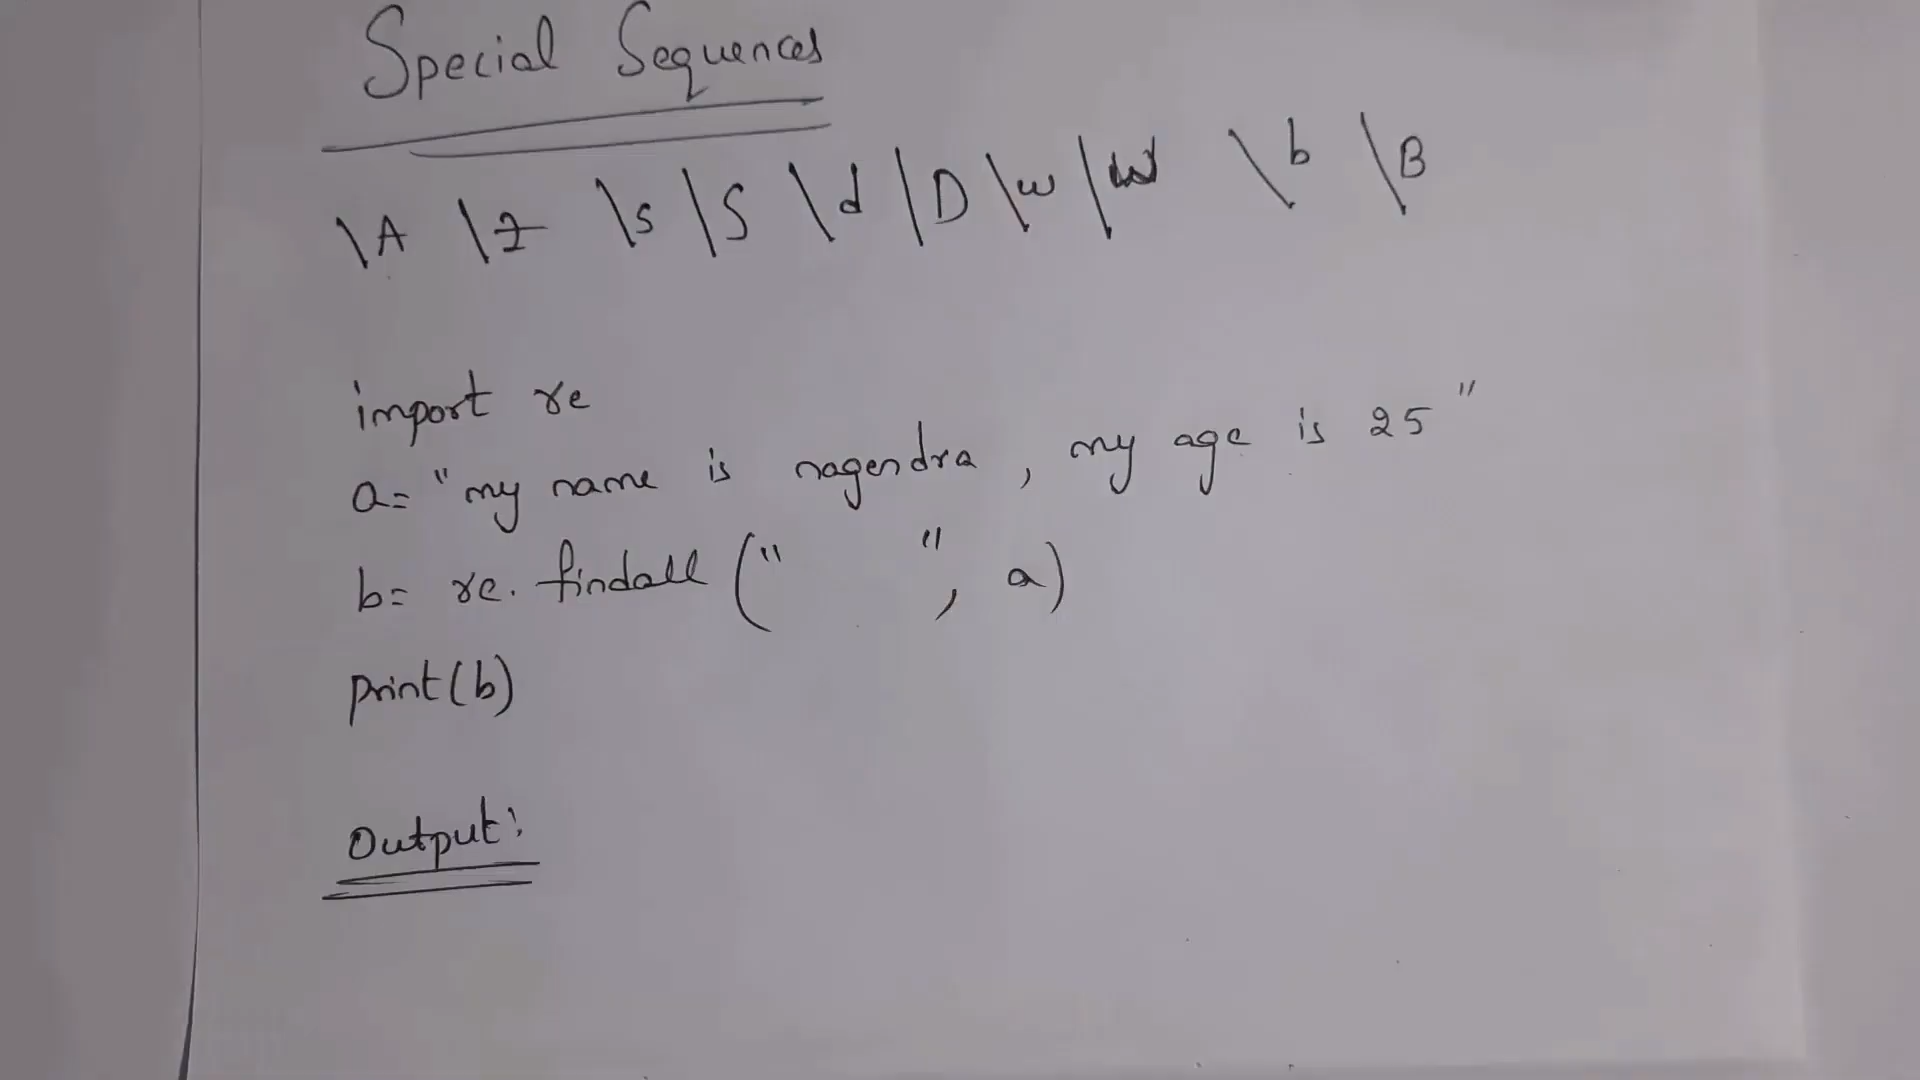 Special Sequences
\A \Z \s \S \d \D \w \W \b \B
import re
a= "my name is nagendra, my age is 25"
b= re.findall("     ", a)
print(b)
Output: